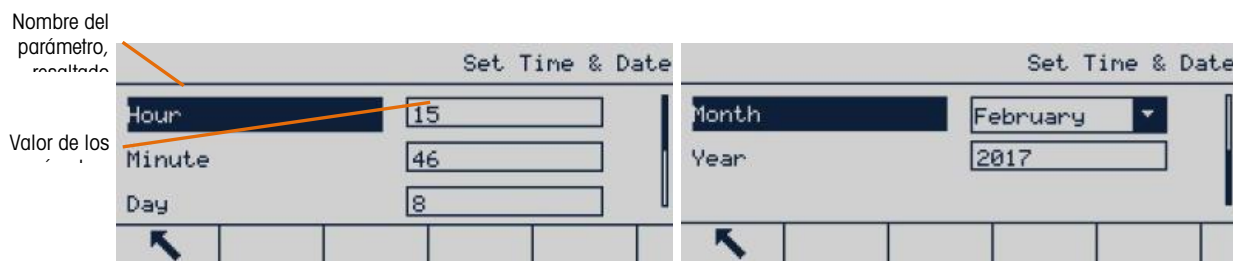 Nombre del
parámetro,
resaltado
Valor de los
Set Time & Date
Hour
15
Minute
46
Day
8
Set Time & Date
Month
February
Year
2017